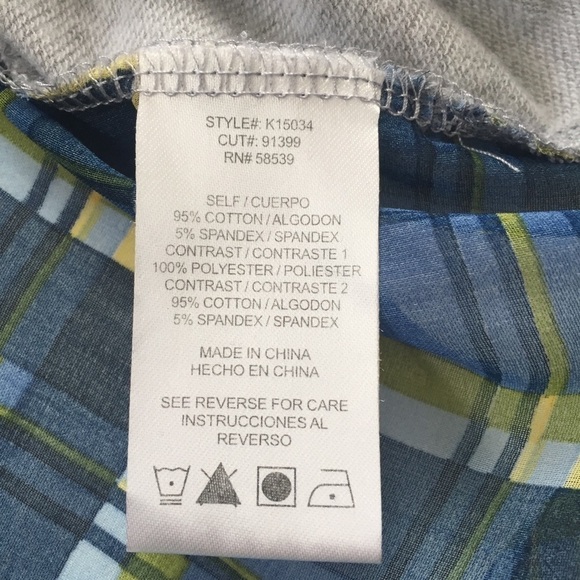 STYLE#: K15034
CUT#: 91399
RN# 58539
SELF / CUERPO
95% COTTON / ALGODON
5% SPANDEX / SPANDEX
CONTRAST / CONTRASTE 1
100% POLYESTER / POLIESTER
CONTRAST / CONTRASTE 2
95% COTTON / ALGODON
5% SPANDEX / SPANDEX
MADE IN CHINA
HECHO EN CHINA
SEE REVERSE FOR CARE
INSTRUCCIONES AL
REVERSO